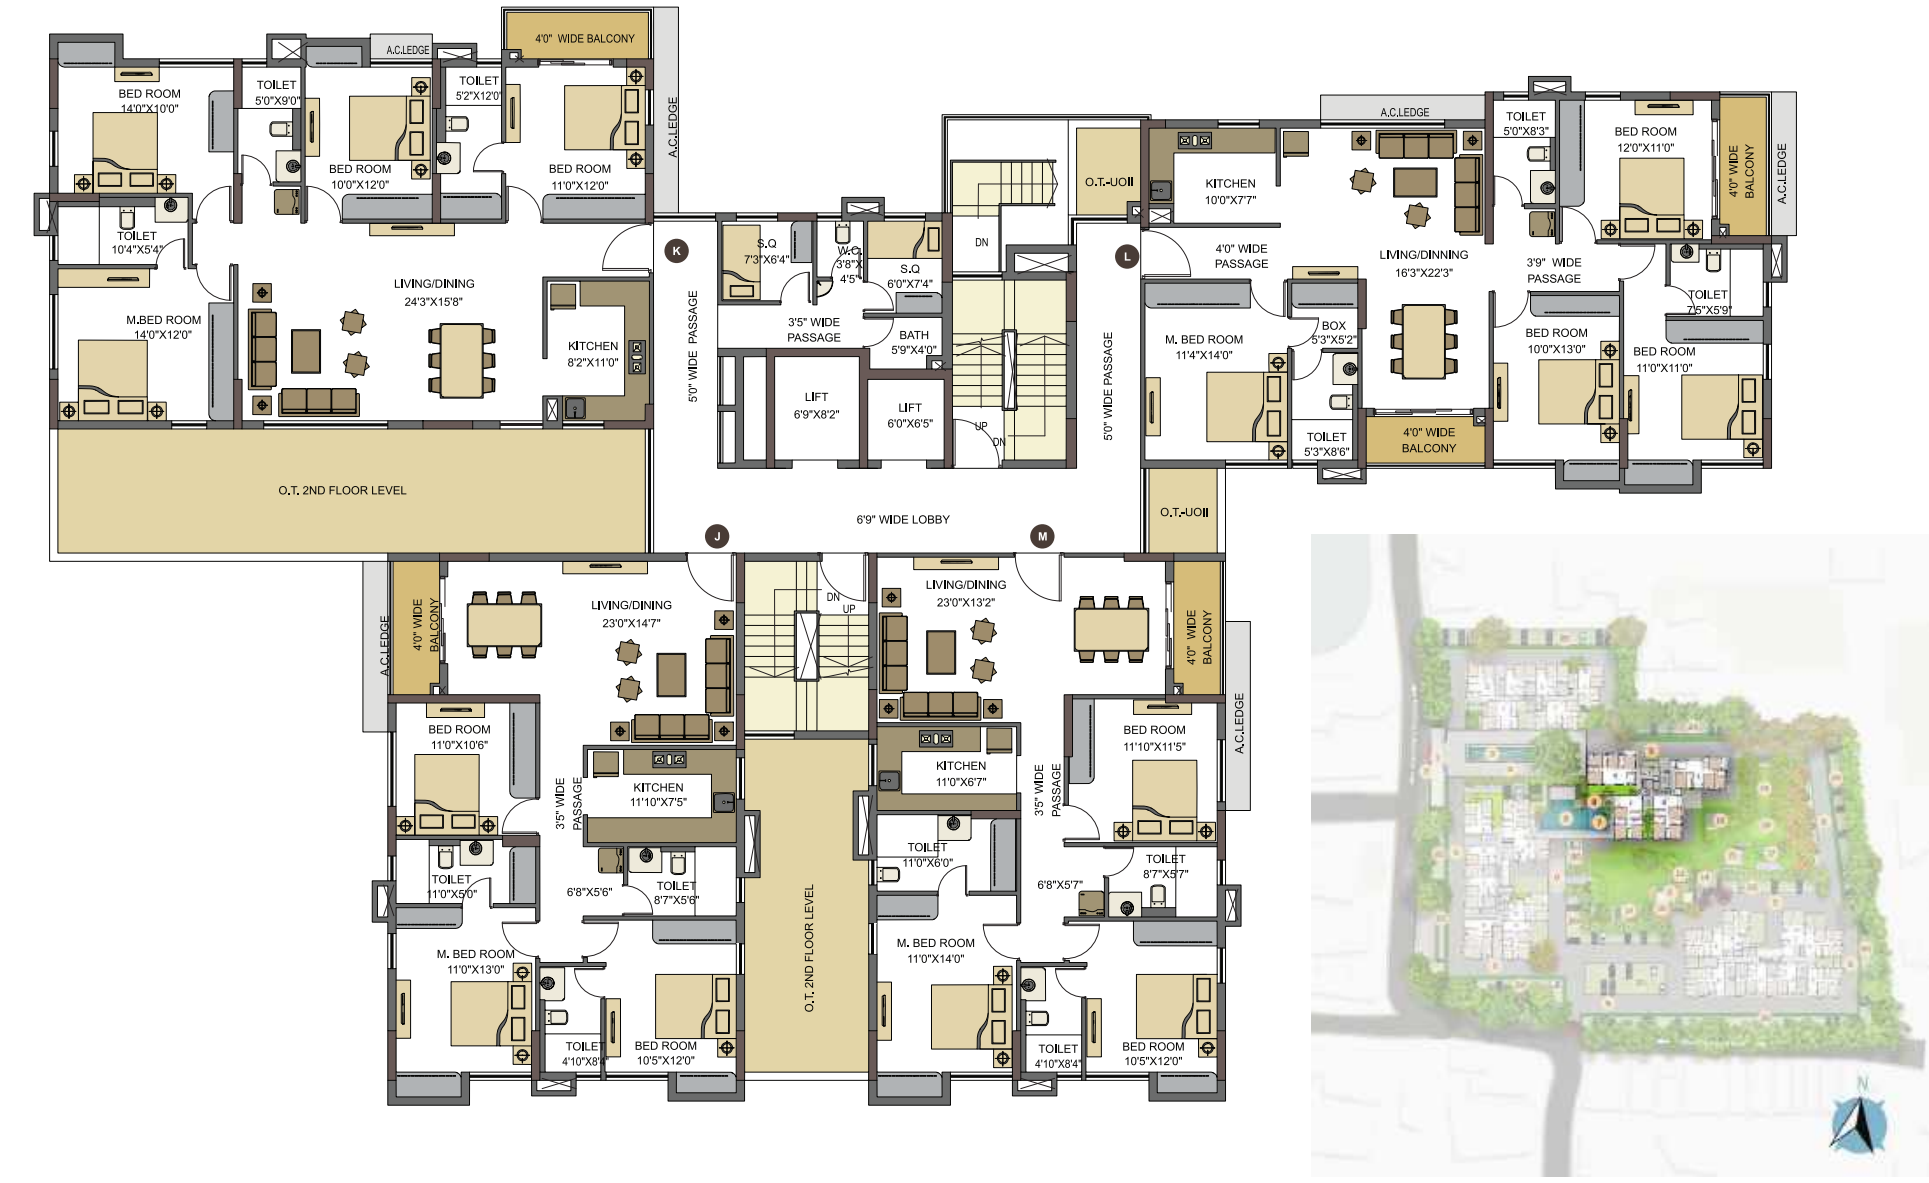 4'0" WIDE BALCONY
A.C.LEDGE
BED ROOM
14'0"X10'0"
TOILET
5'0"X9'0"
BED ROOM
10'0"X12'0"
TOILET
5'2"X12'0"
BED ROOM
11'0"X12'0"
A.C.LEDGE
TOILET
10'4"X5'4"
M.BED ROOM
14'0"X12'0"
LIVING/DINING
24'3"X15'8"
KITCHEN
8'2"X11'0"
K
5'0" WIDE PASSAGE
S.Q
7'3"X6'4"
W.C.
3'8"X
4'5"
S.Q
6'0"X7'4"
3'5" WIDE
PASSAGE
BATH
5'9"X4'0"
LIFT
6'9"X8'2"
LIFT
6'0"X6'5"
DN
UP
DN
O.T.-UOII
L
5'0" WIDE PASSAGE
KITCHEN
10'0"X7'7"
4'0" WIDE
PASSAGE
A.C.LEDGE
LIVING/DINNING
16'3"X22'3"
TOILET
5'0"X8'3"
BED ROOM
12'0"X11'0"
4'0" WIDE
BALCONY
A.C.LEDGE
3'9" WIDE
PASSAGE
TOILET
7'5"X5'9"
M. BED ROOM
11'4"X14'0"
BOX
5'3"X5'2"
TOILET
5'3"X8'6"
4'0" WIDE
BALCONY
BED ROOM
10'0"X13'0"
BED ROOM
11'0"X11'0"
O.T. 2ND FLOOR LEVEL
6'9" WIDE LOBBY
O.T.-UOII
J
M
A.C.LEDGE
4'0" WIDE
BALCONY
LIVING/DINING
23'0"X14'7"
DN
UP
LIVING/DINING
23'0"X13'2"
4'0" WIDE
BALCONY
A.C.LEDGE
BED ROOM
11'0"X10'6"
3'5" WIDE
PASSAGE
KITCHEN
11'10"X7'5"
KITCHEN
11'0"X6'7"
3'5" WIDE
PASSAGE
BED ROOM
11'10"X11'5"
TOILET
11'0"X5'0"
6'8"X5'6"
TOILET
8'7"X5'6"
TOILET
11'0"X6'0"
6'8"X5'7"
TOILET
8'7"X5'7"
O.T. 2ND FLOOR LEVEL
M. BED ROOM
11'0"X13'0"
TOILET
4'10"X8'4"
BED ROOM
10'5"X12'0"
M. BED ROOM
11'0"X14'0"
TOILET
4'10"X8'4"
BED ROOM
10'5"X12'0"
N